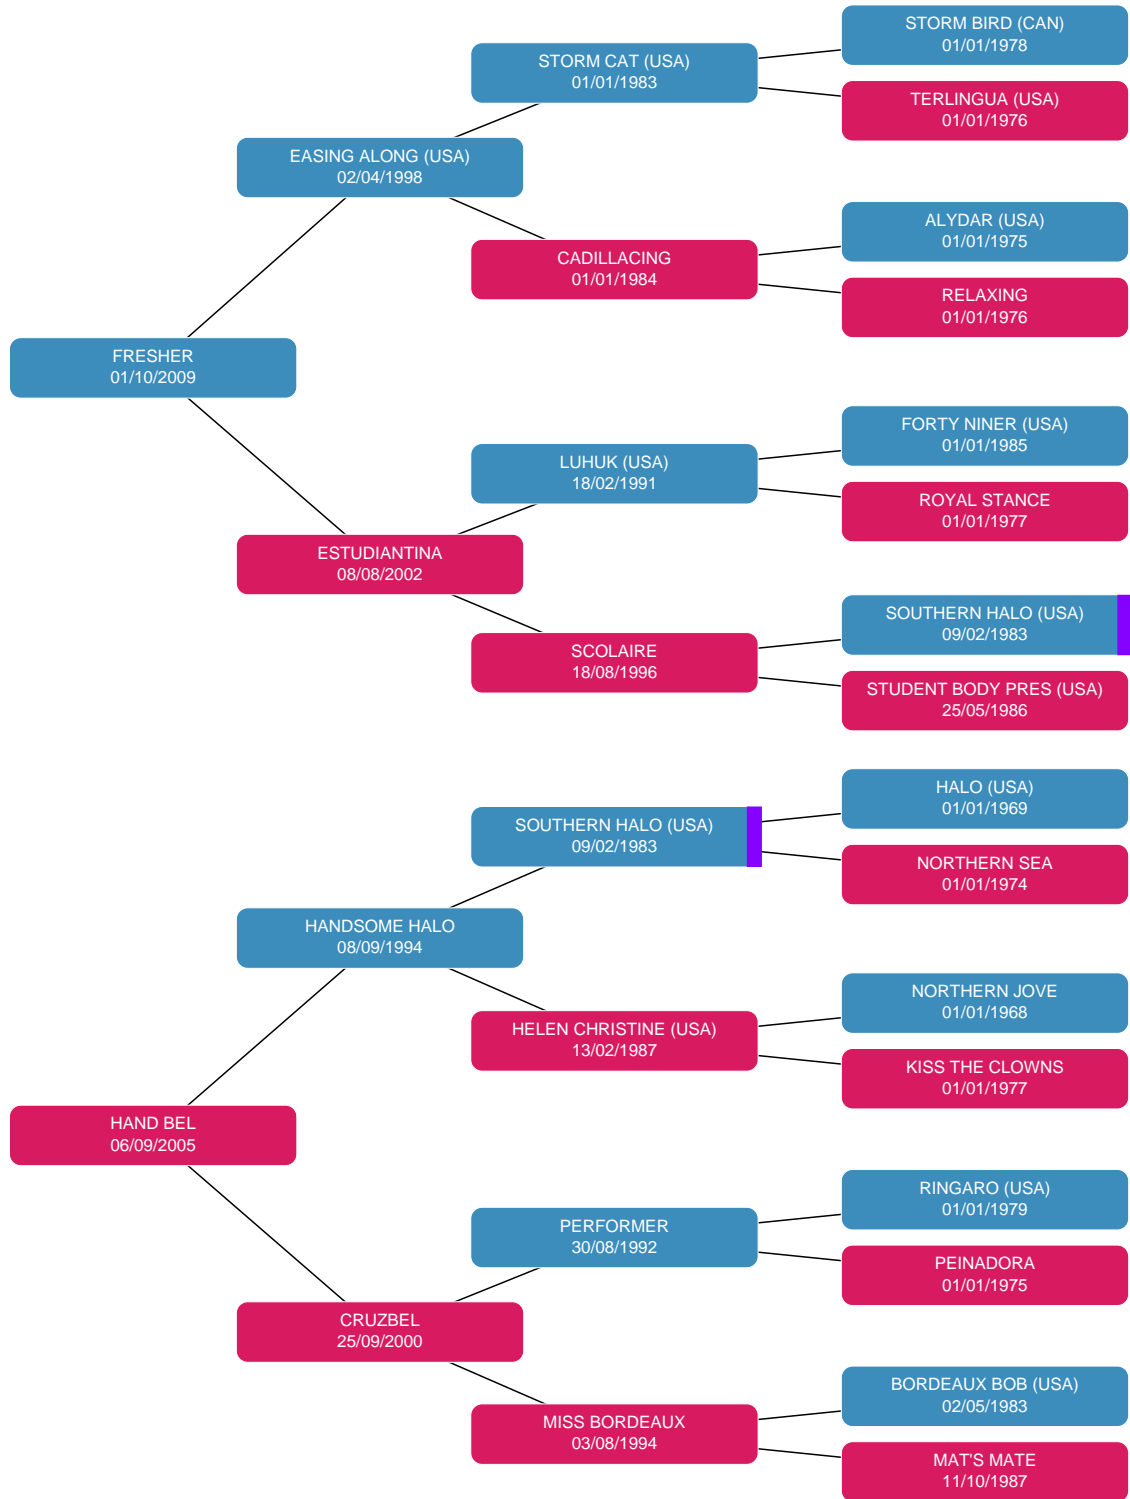 STORM BIRD (CAN)
01/01/1978
STORM CAT (USA)
01/01/1983
TERLINGUA (USA)
01/01/1976
EASING ALONG (USA)
02/04/1998
ALYDAR (USA)
01/01/1975
CADILLACING
01/01/1984
RELAXING
01/01/1976
FRESHER
01/10/2009
FORTY NINER (USA)
01/01/1985
LUHUK (USA)
18/02/1991
ROYAL STANCE
01/01/1977
ESTUDIANTINA
08/08/2002
SOUTHERN HALO (USA)
09/02/1983
SCOLAIRE
18/08/1996
STUDENT BODY PRES (USA)
25/05/1986
HALO (USA)
01/01/1969
SOUTHERN HALO (USA)
09/02/1983
NORTHERN SEA
01/01/1974
HANDSOME HALO
08/09/1994
NORTHERN JOVE
01/01/1968
HELEN CHRISTINE (USA)
13/02/1987
KISS THE CLOWNS
01/01/1977
HAND BEL
06/09/2005
RINGARO (USA)
01/01/1979
PERFORMER
30/08/1992
PEINADORA
01/01/1975
CRUZBEL
25/09/2000
BORDEAUX BOB (USA)
02/05/1983
MISS BORDEAUX
03/08/1994
MAT'S MATE
11/10/1987